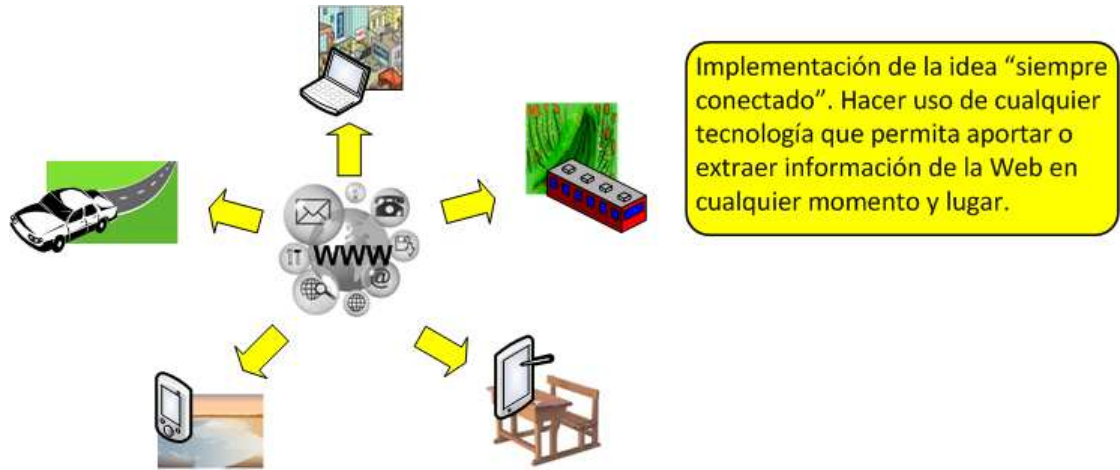 Implementación de la idea “siempre
conectado”. Hacer uso de cualquier
tecnología que permita aportar o
extraer información de la Web en
cualquier momento y lugar.
WWW
@